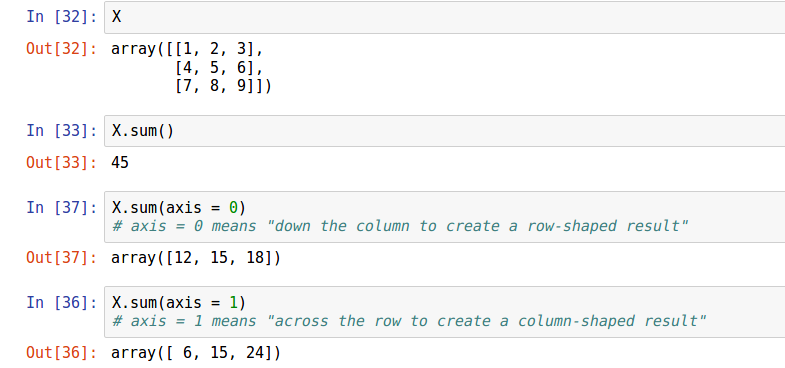 In [32]: X
Out[32]: array([[1, 2, 3],
       [4, 5, 6],
       [7, 8, 9]])
In [33]: X.sum()
Out[33]: 45
In [37]: X.sum(axis = 0)
# axis = 0 means "down the column to create a row-shaped result"
Out[37]: array([12, 15, 18])
In [36]: X.sum(axis = 1)
# axis = 1 means "across the row to create a column-shaped result"
Out[36]: array([ 6, 15, 24])